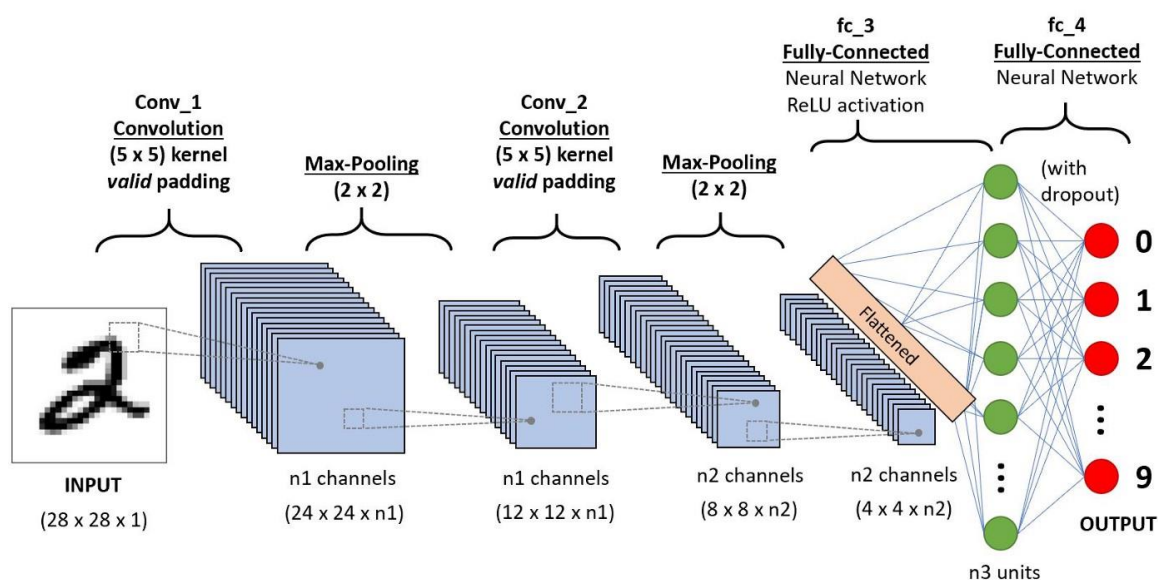 fc_3
Fully-Connected
Neural Network
ReLU activation
fc_4
Fully-Connected
Neural Network
Conv_1
Convolution
(5 x 5) kernel
valid padding
Max-Pooling
(2 x 2)
Conv_2
Convolution
(5 x 5) kernel
valid padding
Max-Pooling
(2 x 2)
(with
dropout)
Flattened
0
1
2
9
INPUT
(28 x 28 x 1)
n1 channels
(24 x 24 x n1)
n1 channels
(12 x 12 x n1)
n2 channels
(8 x 8 x n2)
n2 channels
(4 x 4 x n2)
n3 units
OUTPUT